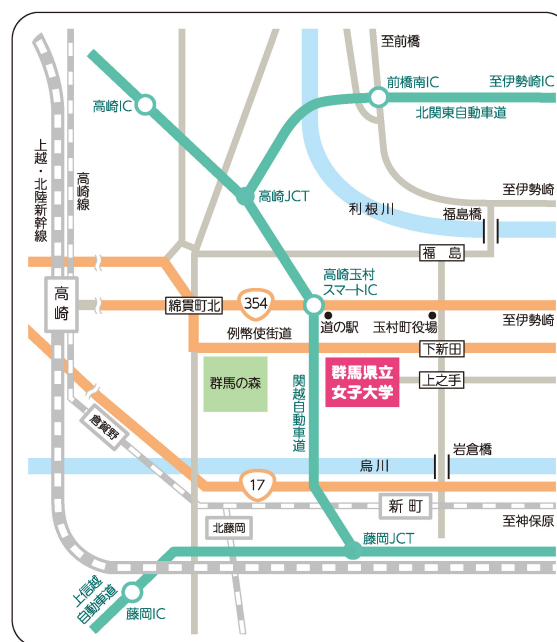 至前橋
高崎IC
前橋南IC
至伊勢崎IC
北関東自動車道
上越・北陸新幹線
高崎線
高崎JCT
利根川
至伊勢崎
福島橋
福島
高崎玉村
スマートIC
高崎
綿貫町北
354
道の駅
玉村町役場
至伊勢崎
例幣使街道
下新田
群馬の森
関越自動車道
群馬県立
女子大学
上之手
倉賀野
岩倉橋
烏川
17
新町
北藤岡
至神保原
藤岡JCT
上信越
自動車道
藤岡IC